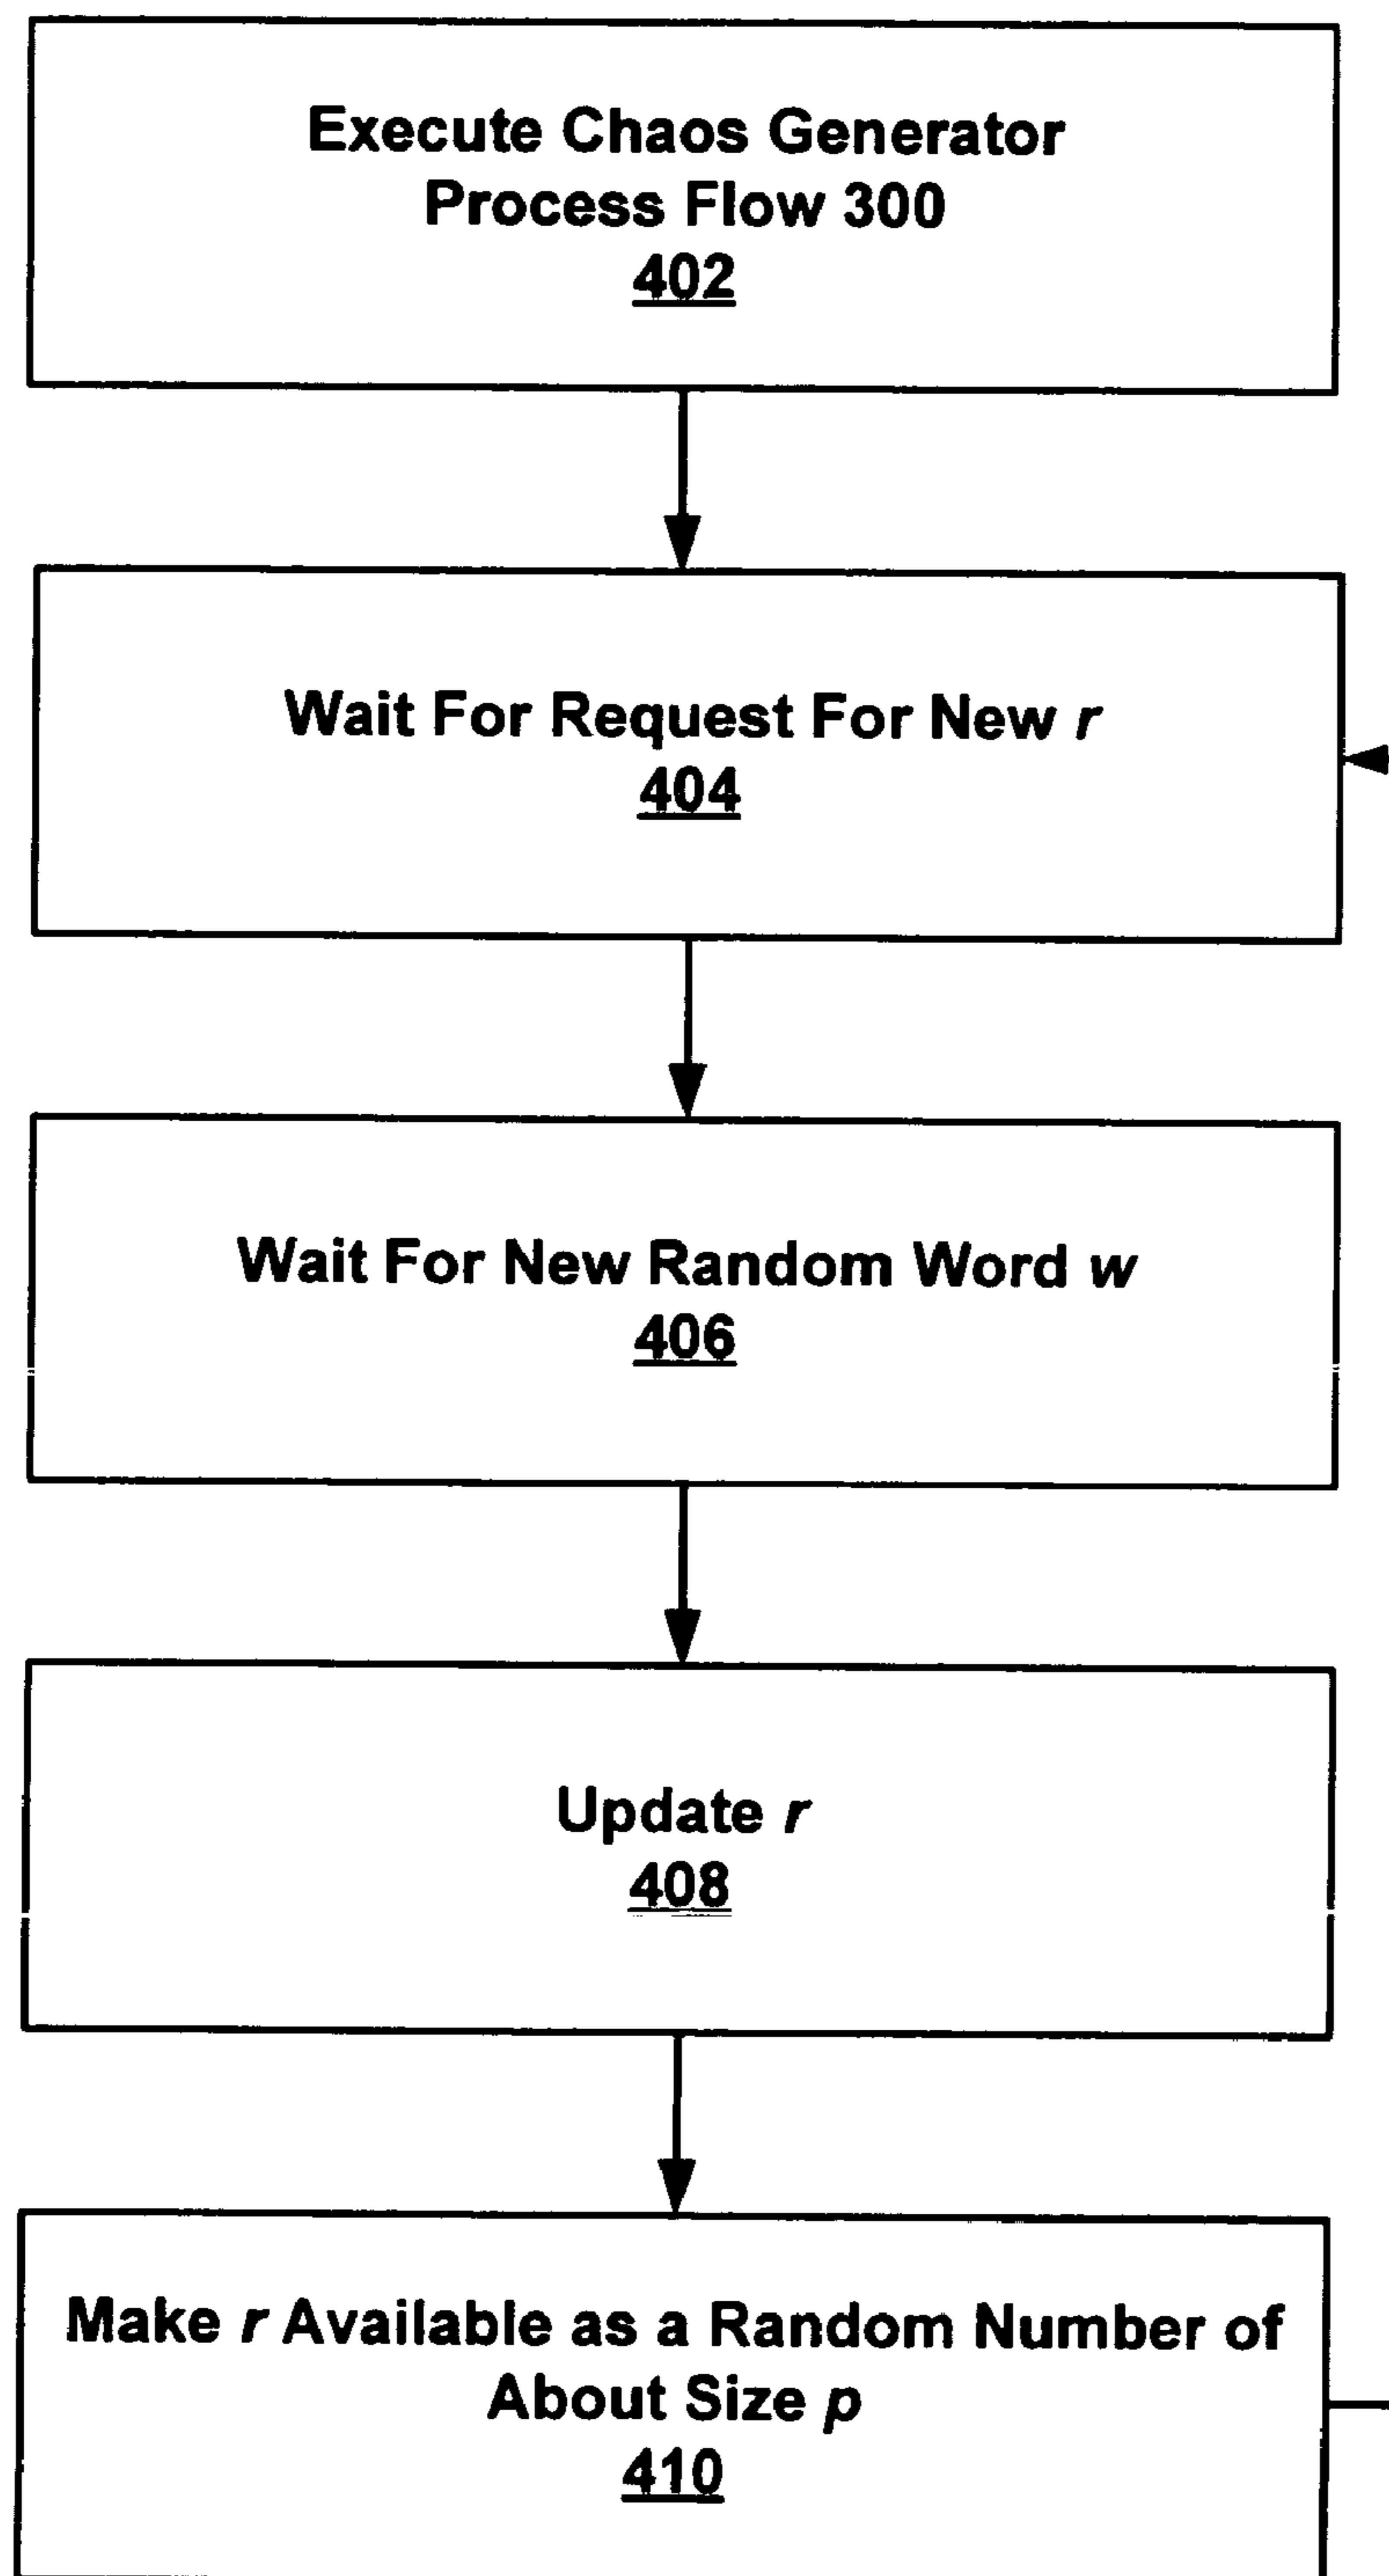 Execute Chaos Generator
Process Flow 300
402
Wait For Request For New r
404
Wait For New Random Word w
406
Update r
408
Make r Available as a Random Number of
About Size p
410